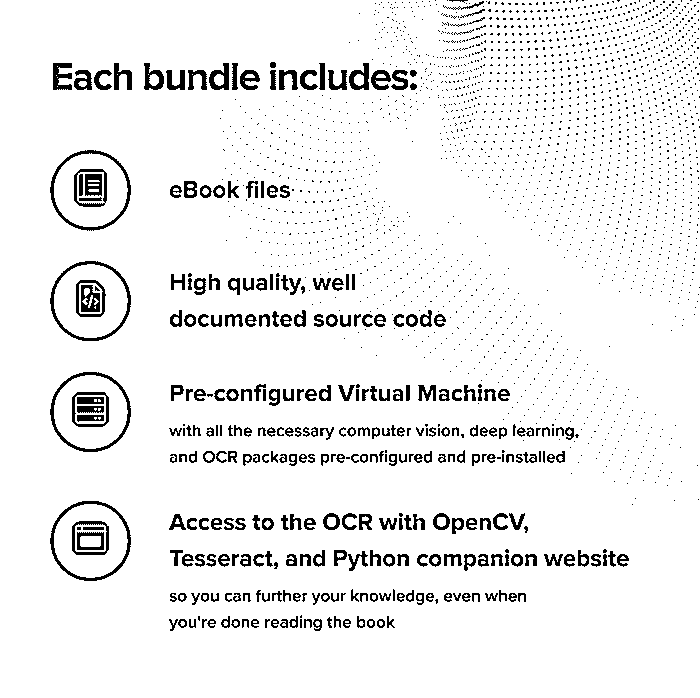 Each bundle includes:
eBook files
High quality, well
documented source code
Pre-configured Virtual Machine
with all the necessary computer vision, deep learning,
and OCR packages pre-configured and pre-installed
Access to the OCR with OpenCV,
Tesseract, and Python companion website
so you can further your knowledge, even when
you're done reading the book